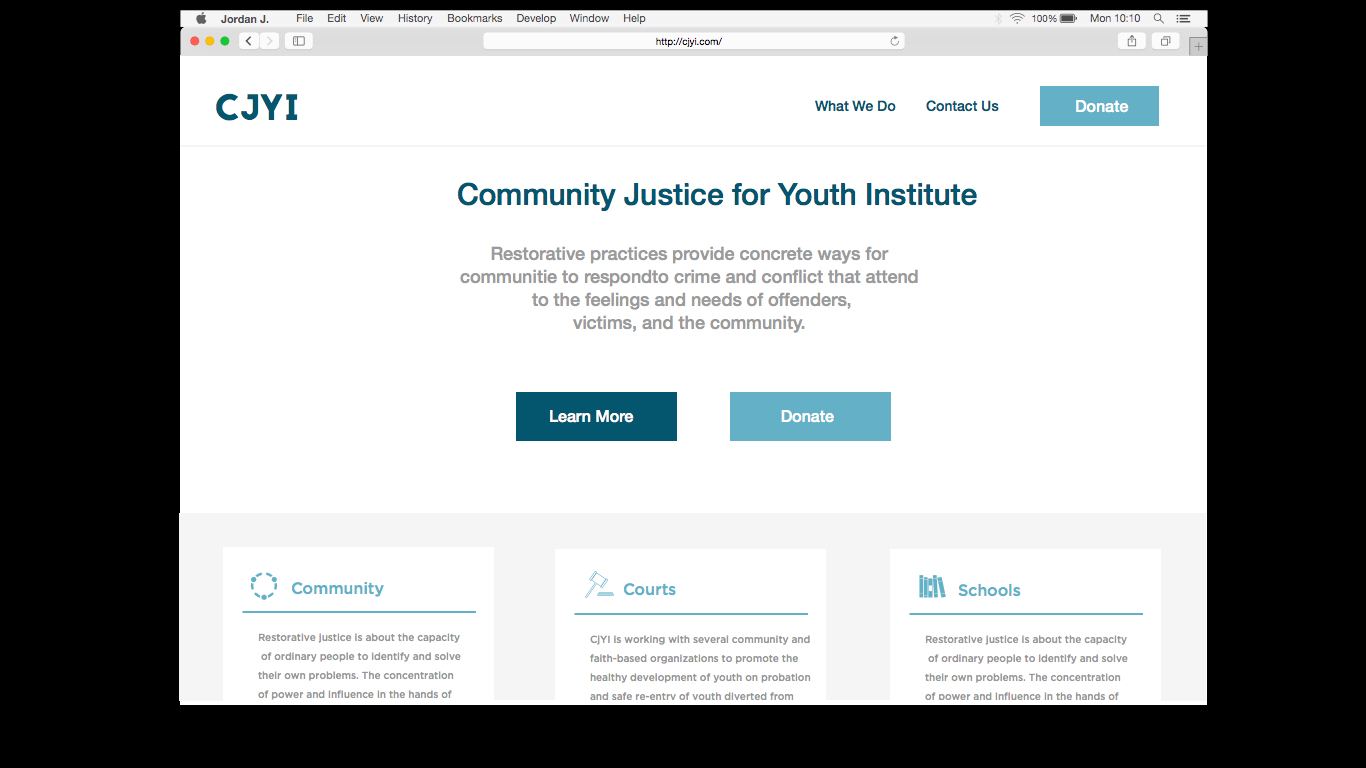 Jordan J. File Edit View History Bookmarks Develop Window Help 100% Mon 10:10
http://cjyi.com/
CJYI
What We Do Contact Us Donate
Community Justice for Youth Institute
Restorative practices provide concrete ways for
communitie to respondto crime and conflict that attend
to the feelings and needs of offenders,
victims, and the community.
Learn More Donate
Community
Restorative justice is about the capacity
of ordinary people to identify and solve
their own problems. The concentration
of power and influence in the hands of
Courts
CJYI is working with several community and
faith-based organizations to promote the
healthy development of youth on probation
and safe re-entry of youth diverted from
Schools
Restorative justice is about the capacity
of ordinary people to identify and solve
their own problems. The concentration
of power and influence in the hands of